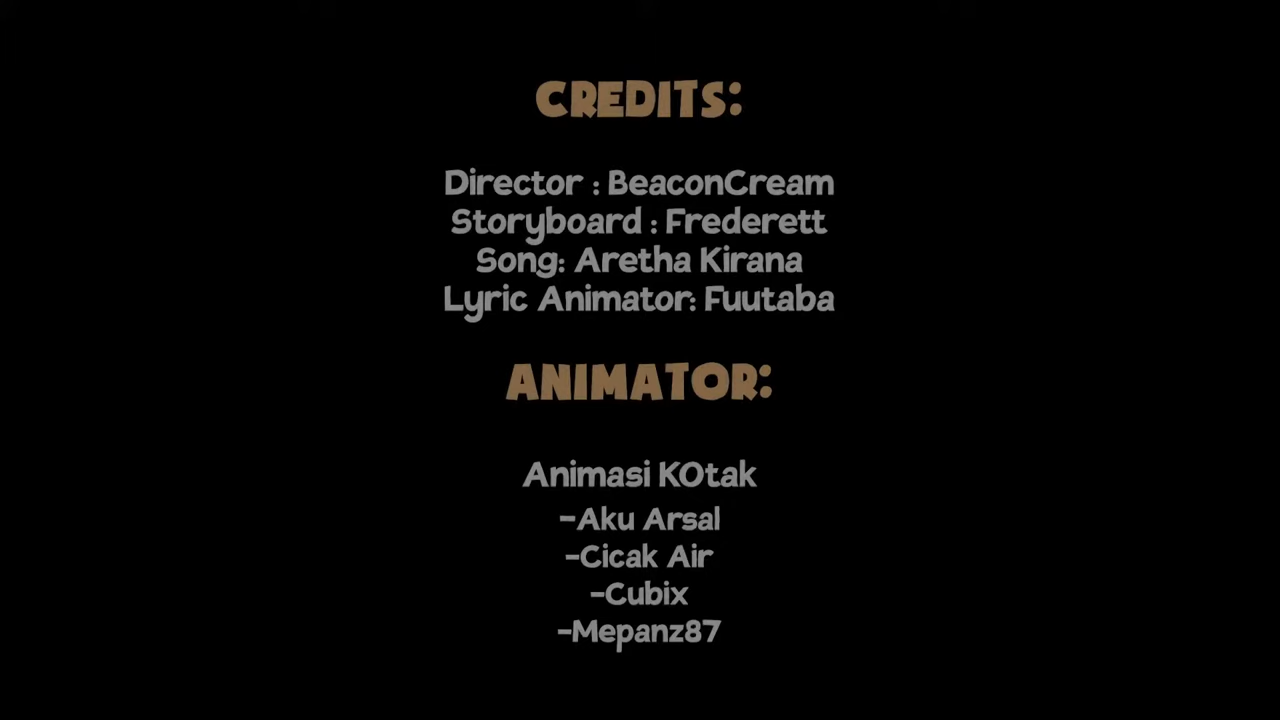 CREDITS:
Director : BeaconCream
Storyboard : Frederett
Song: Aretha Kirana
Lyric Animator: Fuutaba
ANIMATOR:
Animasi KOtak
-Aku Arsal
-Cicak Air
-Cubix
-Mepanz87